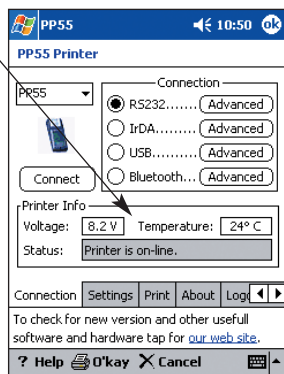 PP55 10:50 ok
PP55 Printer
PP55
Connection
RS232....... Advanced
IrDA......... Advanced
USB......... Advanced
Bluetooth... Advanced
Connect
Printer Info
Voltage: 8.2 V Temperature: 24° C
Status: Printer is on-line.
Connection Settings Print About
To check for new version and other usefull
software and hardware tap for our web site.
? Help O'kay Cancel